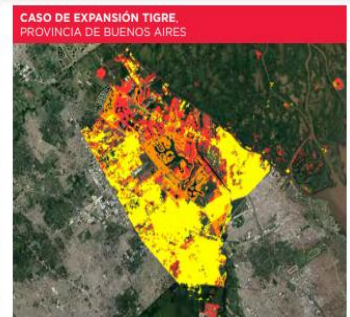 CASO DE EXPANSIÓN TIGRE,
PROVINCIA DE BUENOS AIRES